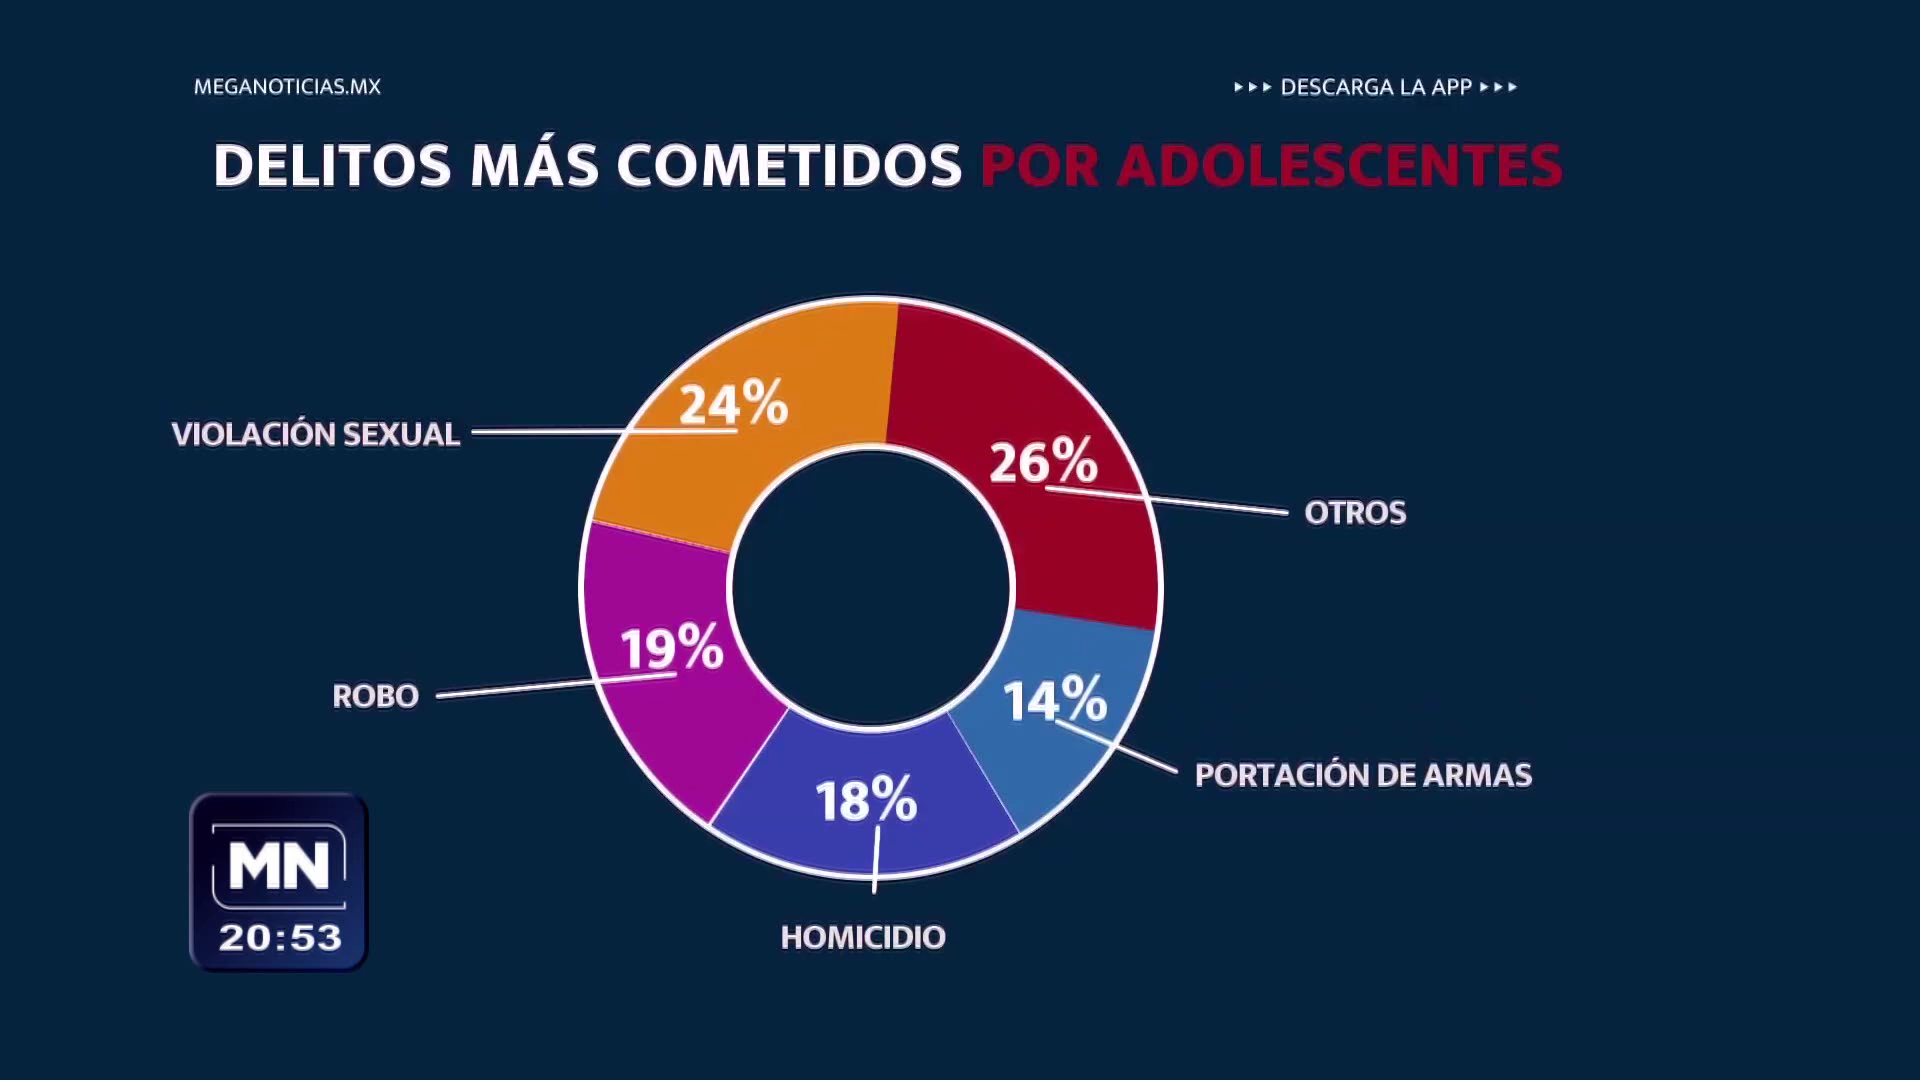 MEGANOTICIAS.MX
▸▸▸ DESCARGA LA APP ▸▸▸
DELITOS MÁS COMETIDOS POR ADOLESCENTES
24%
VIOLACIÓN SEXUAL
26%
OTROS
19%
ROBO
14%
PORTACIÓN DE ARMAS
18%
HOMICIDIO
MN
20:53